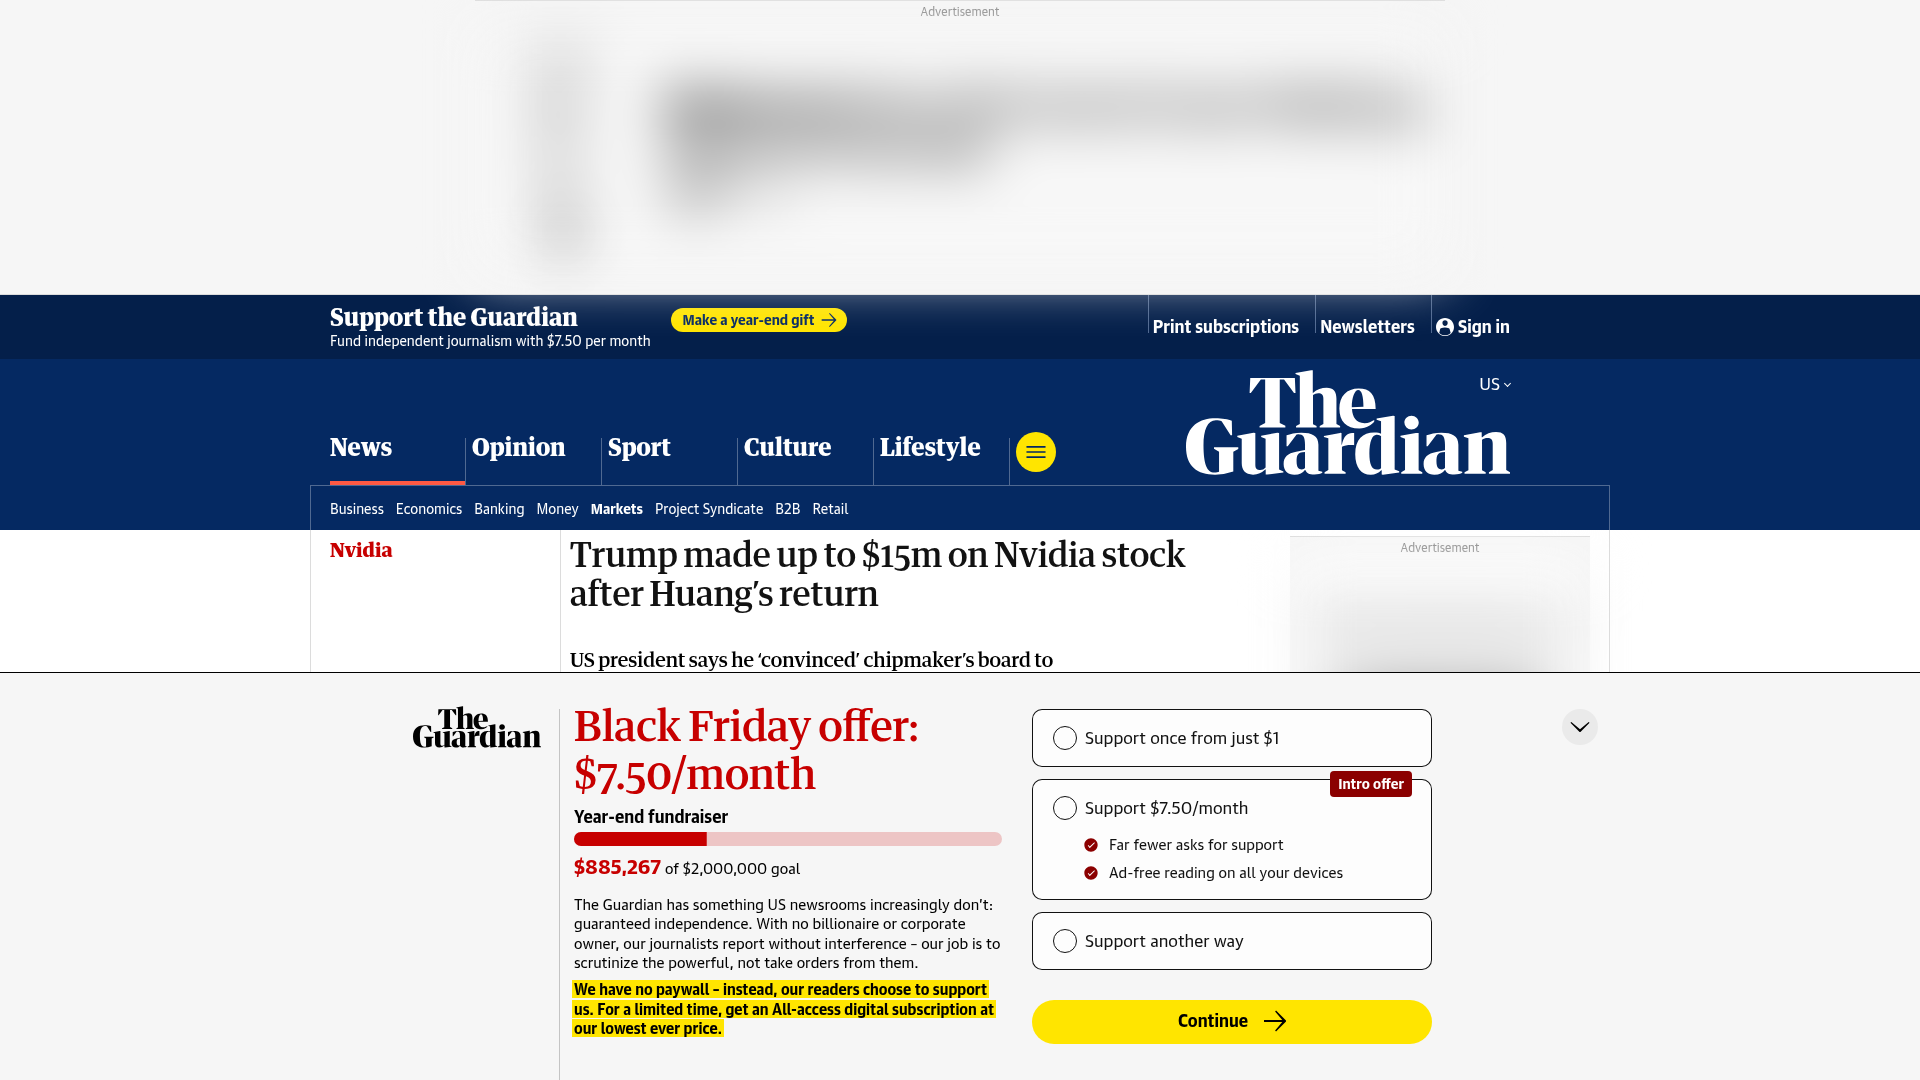 Advertisement
Support the Guardian
Fund independent journalism with $7.50 per month
Make a year-end gift
Print subscriptions
Newsletters
Sign in
US
The
Guardian
News
Opinion
Sport
Culture
Lifestyle
Business
Economics
Banking
Money
Markets
Project Syndicate
B2B
Retail
Nvidia
Trump made up to $15m on Nvidia stock
after Huang’s return
US president says he ‘convinced’ chipmaker’s board to
Advertisement
The
Guardian
Black Friday offer:
$7.50/month
Year-end fundraiser
$885,267 of $2,000,000 goal
The Guardian has something US newsrooms increasingly don’t:
guaranteed independence. With no billionaire or corporate
owner, our journalists report without interference – our job is to
scrutinize the powerful, not take orders from them.
We have no paywall – instead, our readers choose to support
us. For a limited time, get an All-access digital subscription at
our lowest ever price.
Support once from just $1
Intro offer
Support $7.50/month
Far fewer asks for support
Ad-free reading on all your devices
Support another way
Continue